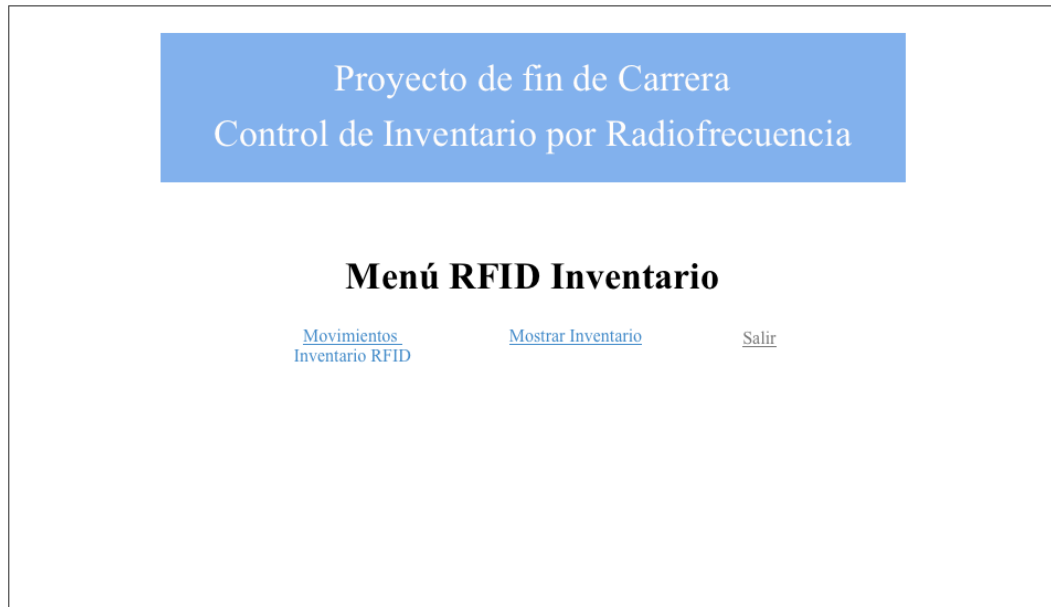 Proyecto de fin de Carrera
Control de Inventario por Radiofrecuencia
Menú RFID Inventario
Movimientos
Inventario RFID
Mostrar Inventario
Salir